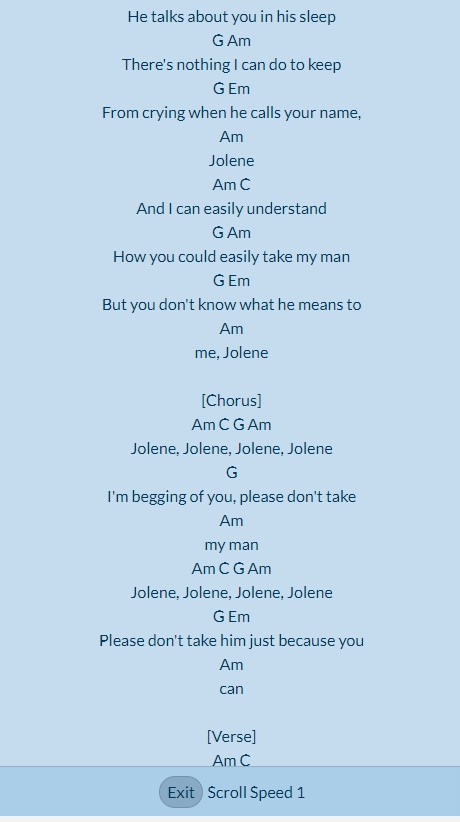 He talks about you in his sleep
G Am
There's nothing I can do to keep
G Em
From crying when he calls your name,
Am
Jolene
Am C
And I can easily understand
G Am
How you could easily take my man
G Em
But you don't know what he means to
Am
me, Jolene
[Chorus]
Am C G Am
Jolene, Jolene, Jolene, Jolene
G
I'm begging of you, please don't take
Am
my man
Am C G Am
Jolene, Jolene, Jolene, Jolene
G Em
Please don't take him just because you
Am
can
[Verse]
Am C
Exit Scroll Speed 1